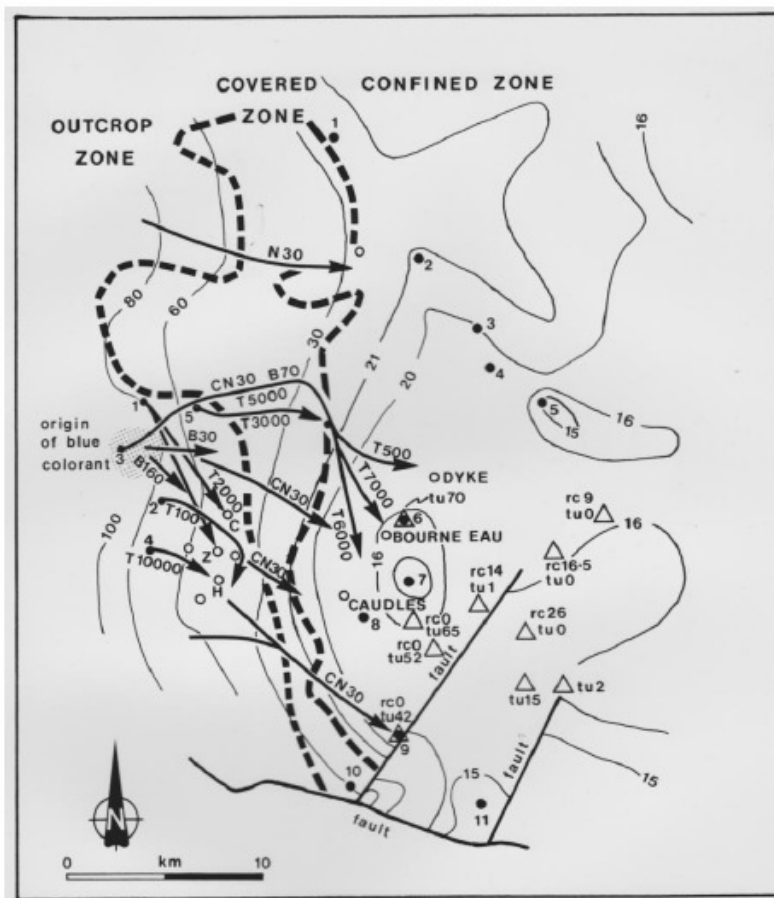 COVERED CONFINED ZONE
ZONE
OUTCROP
ZONE
1
16
16
N30
2
80
60
30
3
21
20
4
CN30 B70
5
15
16
1
5
T5000
T3000
origin
of blue
colorant
3
B30
B160
T2000
CN30
T500
T7000
DYKE
tu70
6
BOURNE EAU
rc9
tu0
16
100
2
T100
C
Z
4
T10000
H
CN30
T6000
16
7
rc14
tu1
rc16-5
tu0
CAUDLES
8
rc0
tu65
rc26
tu0
rc0
tu52
fault
CN30
rc0
tu42
9
tu15
tu2
fault
10
15
11
15
fault
N
0 km 10